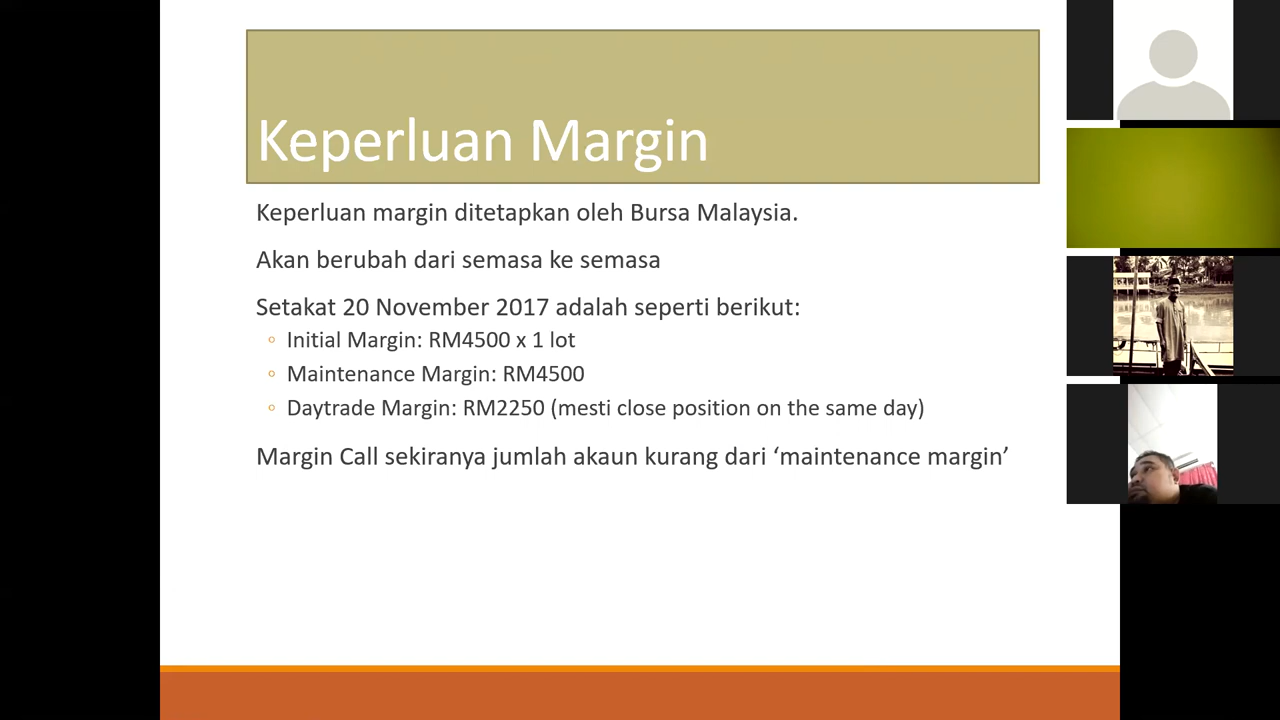 Keperluan Margin
Keperluan margin ditetapkan oleh Bursa Malaysia.
Akan berubah dari semasa ke semasa
Setakat 20 November 2017 adalah seperti berikut:
Initial Margin: RM4500 x 1 lot
Maintenance Margin: RM4500
Daytrade Margin: RM2250 (mesti close position on the same day)
Margin Call sekiranya jumlah akaun kurang dari ‘maintenance margin’